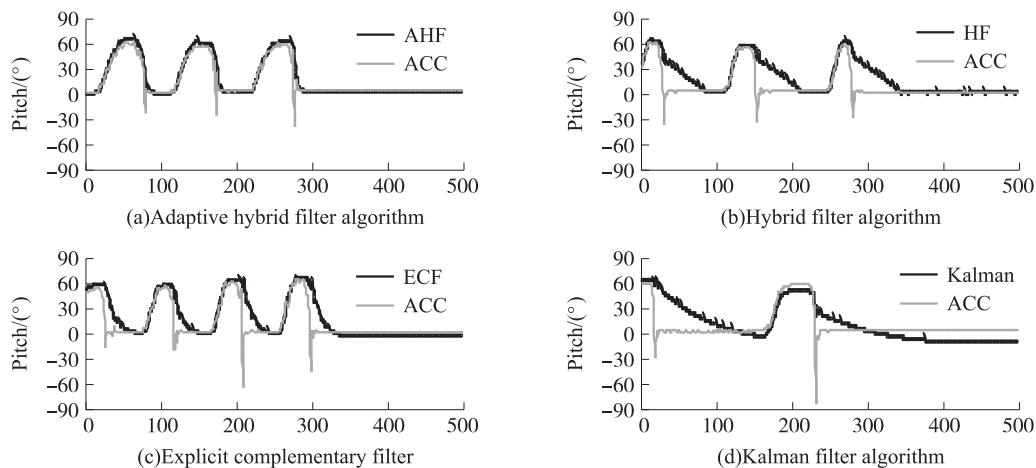 90
60
30
0
−30
−60
−90
Pitch/(°)
AHF
ACC
0 100 200 300 400 500
(a)Adaptive hybrid filter algorithm
90
60
30
0
−30
−60
−90
Pitch/(°)
HF
ACC
0 100 200 300 400 500
(b)Hybrid filter algorithm
90
60
30
0
−30
−60
−90
Pitch/(°)
ECF
ACC
0 100 200 300 400 500
(c)Explicit complementary filter
90
60
30
0
−30
−60
−90
Pitch/(°)
Kalman
ACC
0 100 200 300 400 500
(d)Kalman filter algorithm